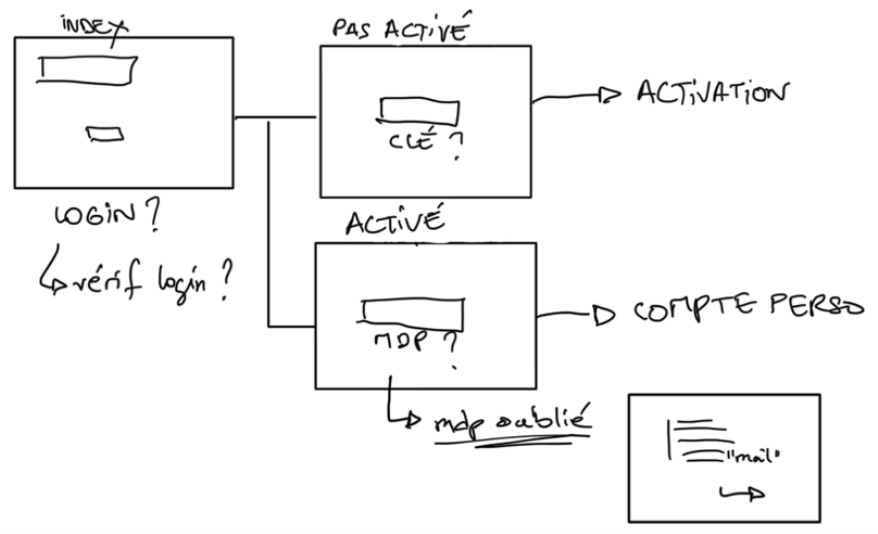 INDEX
LOGIN ?
vérif login ?
PAS ACTIVÉ
CLÉ ?
ACTIVATION
ACTIVÉ
MDP ?
mdp oublié
COMPTE PERSO
"mail"